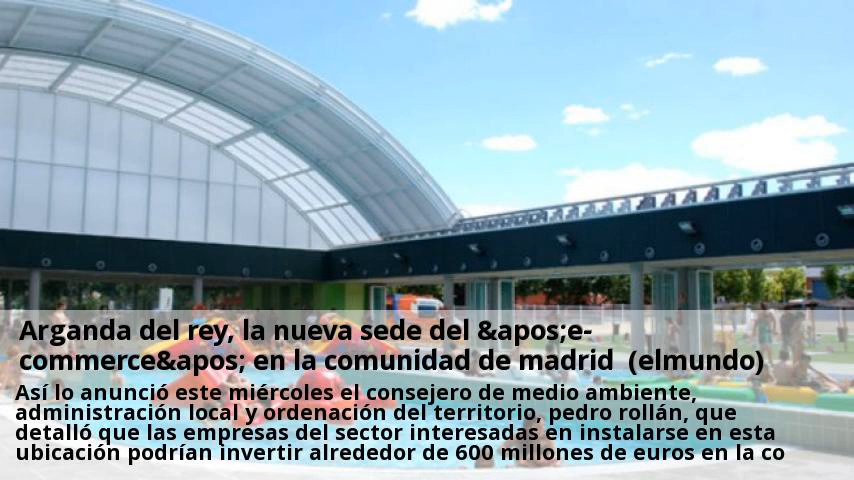 Arganda del rey, la nueva sede del &apos;e-
commerce&apos; en la comunidad de madrid  (elmundo)
Así lo anunció este miércoles el consejero de medio ambiente,
administración local y ordenación del territorio, pedro rollán, que
detalló que las empresas del sector interesadas en instalarse en esta
ubicación podrían invertir alrededor de 600 millones de euros en la co